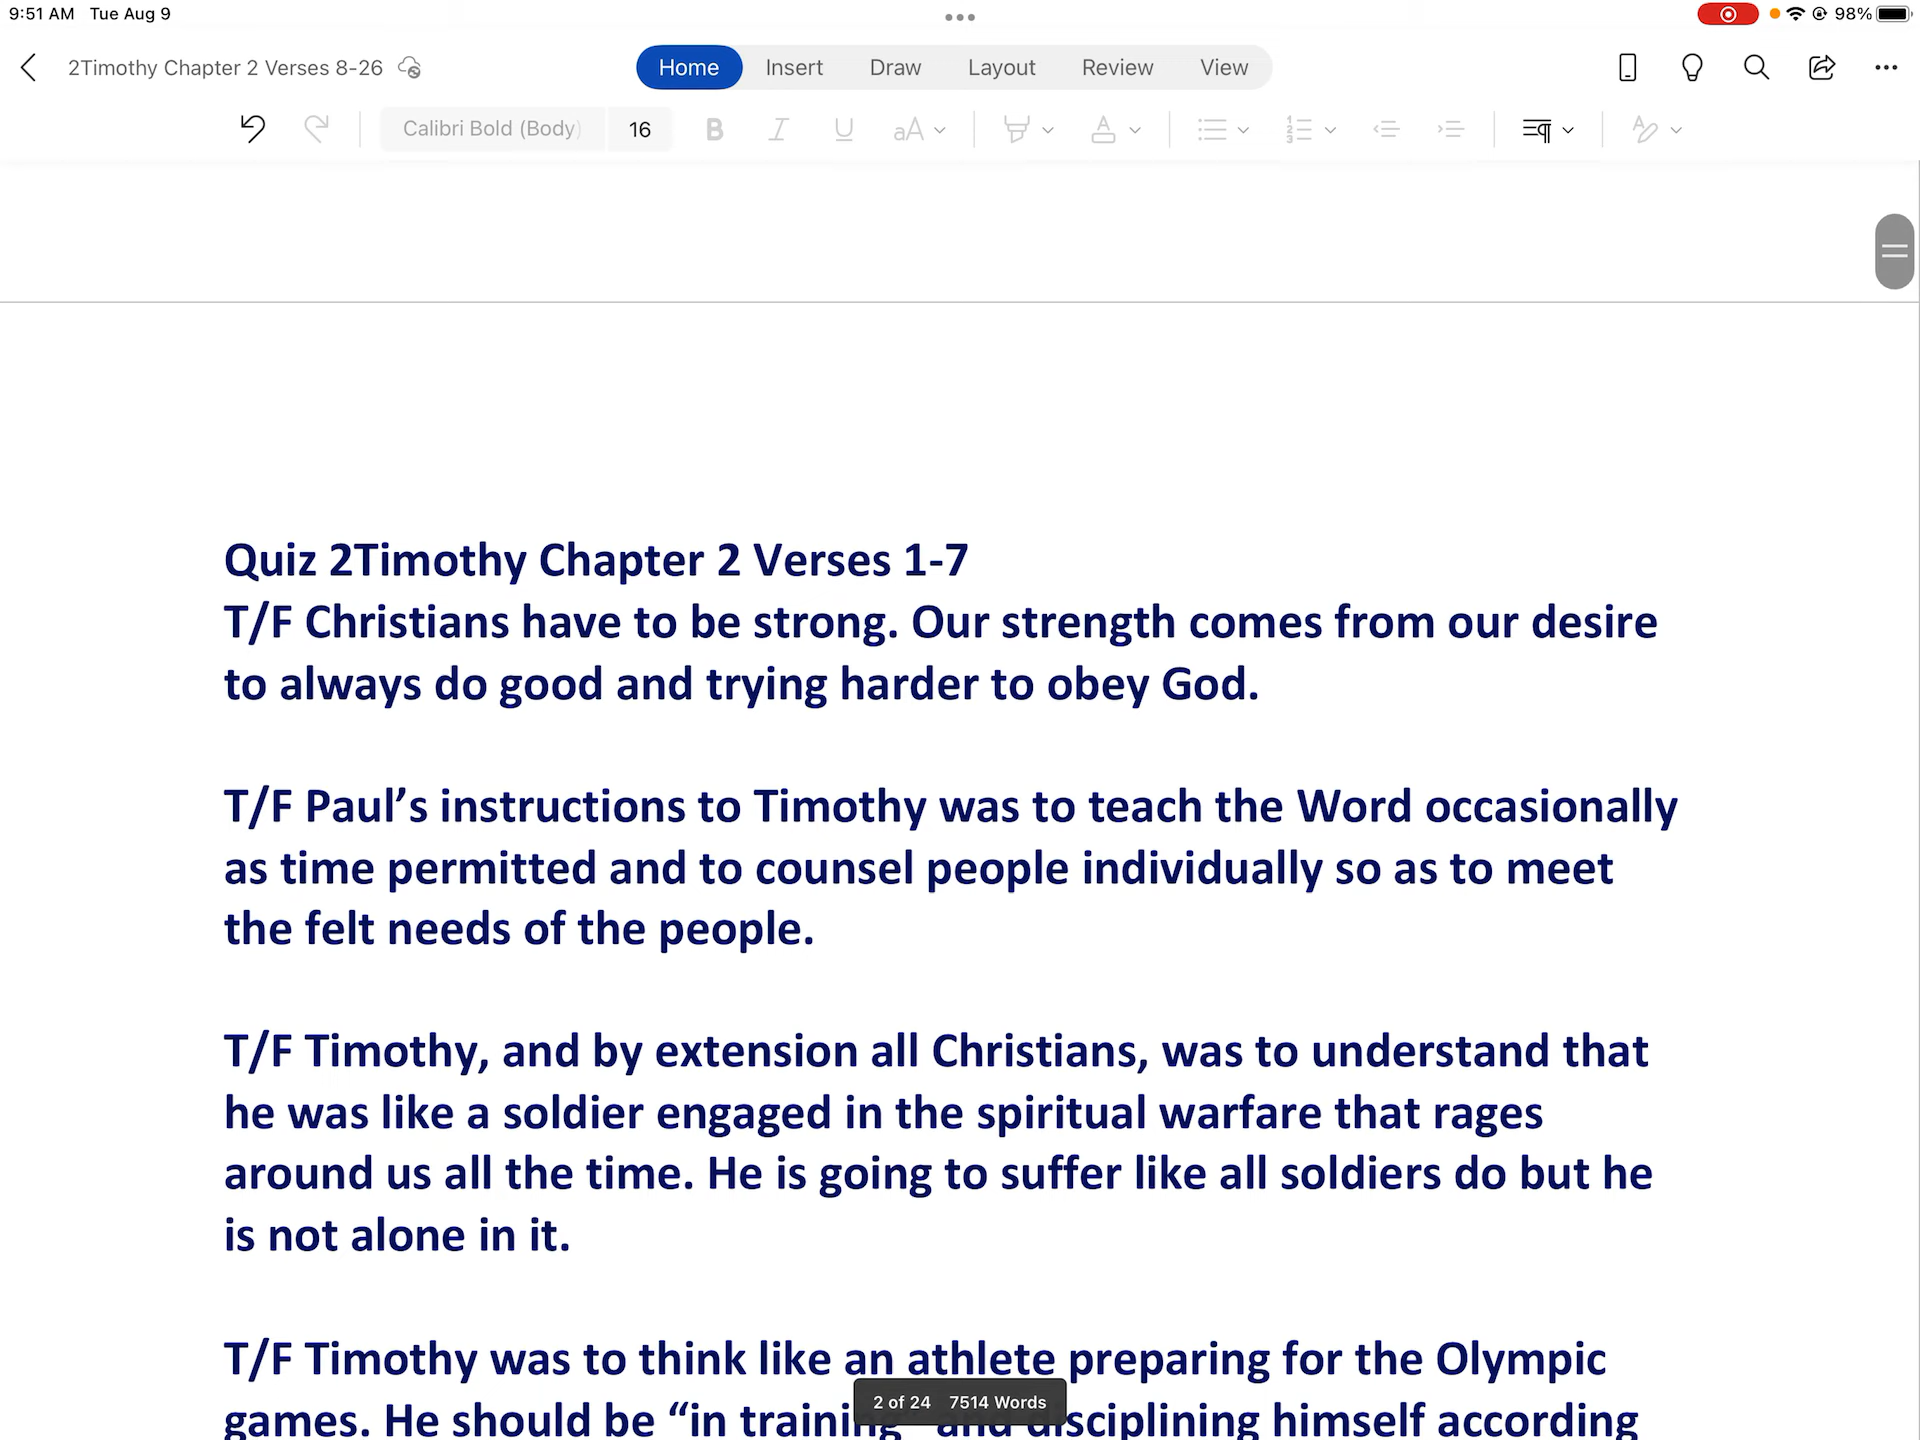 9:51 AM Tue Aug 9
98%
2Timothy Chapter 2 Verses 8-26
Home Insert Draw Layout Review View
Calibri Bold (Body) 16 B I U aA A
Quiz 2Timothy Chapter 2 Verses 1-7
T/F Christians have to be strong. Our strength comes from our desire
to always do good and trying harder to obey God.
T/F Paul’s instructions to Timothy was to teach the Word occasionally
as time permitted and to counsel people individually so as to meet
the felt needs of the people.
T/F Timothy, and by extension all Christians, was to understand that
he was like a soldier engaged in the spiritual warfare that rages
around us all the time. He is going to suffer like all soldiers do but he
is not alone in it.
T/F Timothy was to think like an athlete preparing for the Olympic
games. He should be “in training” and disciplining himself according
2 of 24 7514 Words